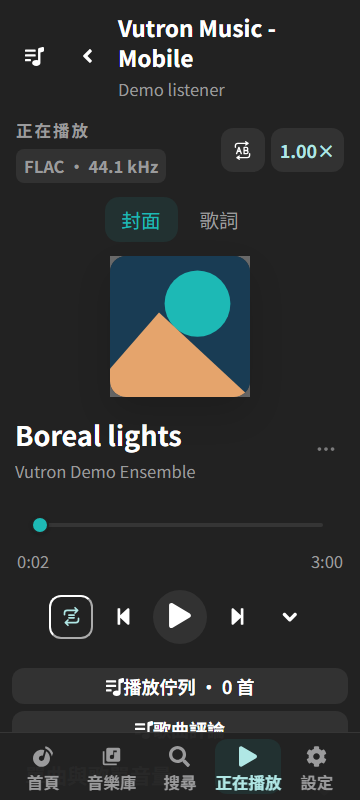 Vutron Music -
Mobile
Demo listener
正在播放
FLAC · 44.1 kHz
AB
1.00×
封面
歌詞
Boreal lights
Vutron Demo Ensemble
0:02
3:00
播放佇列 · 0 首
歌曲評論
首頁
音樂庫
搜尋
正在播放
設定